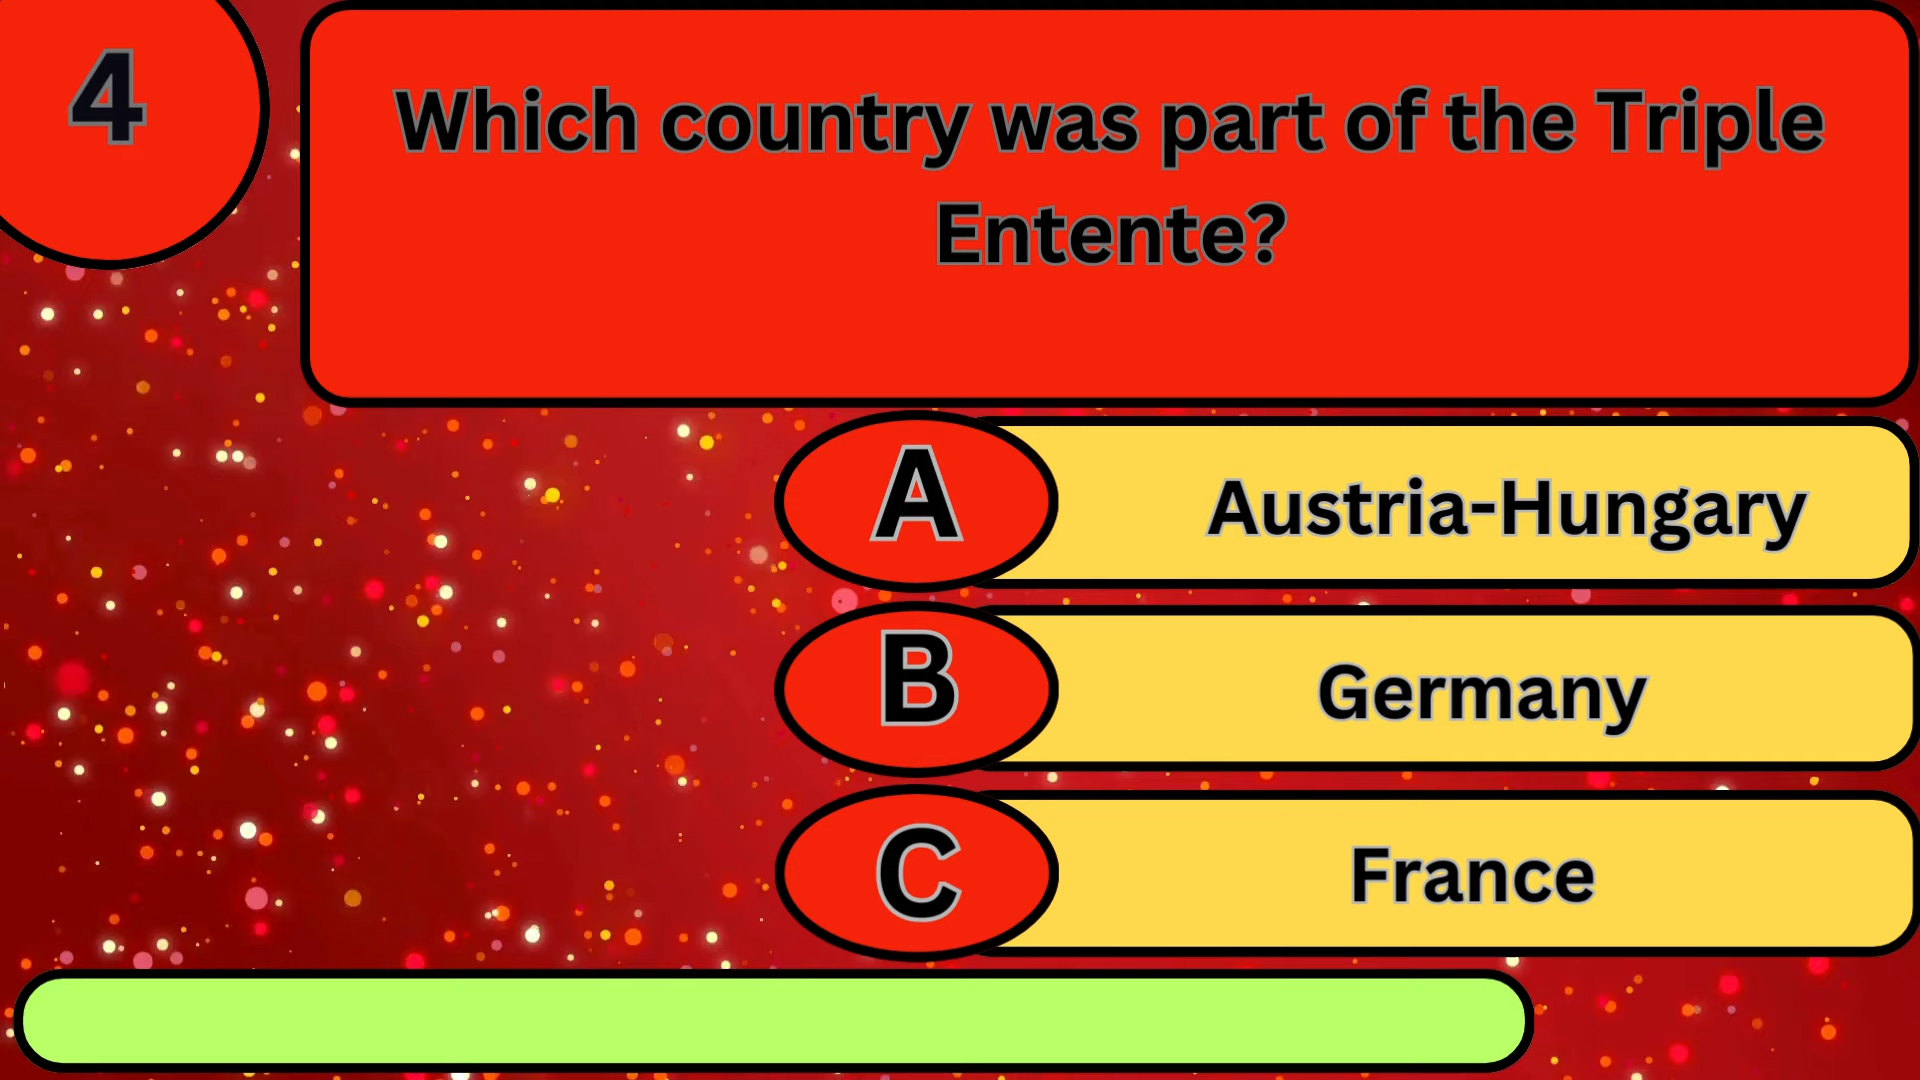 4
Which country was part of the Triple
Entente?
A
Austria-Hungary
B
Germany
C
France